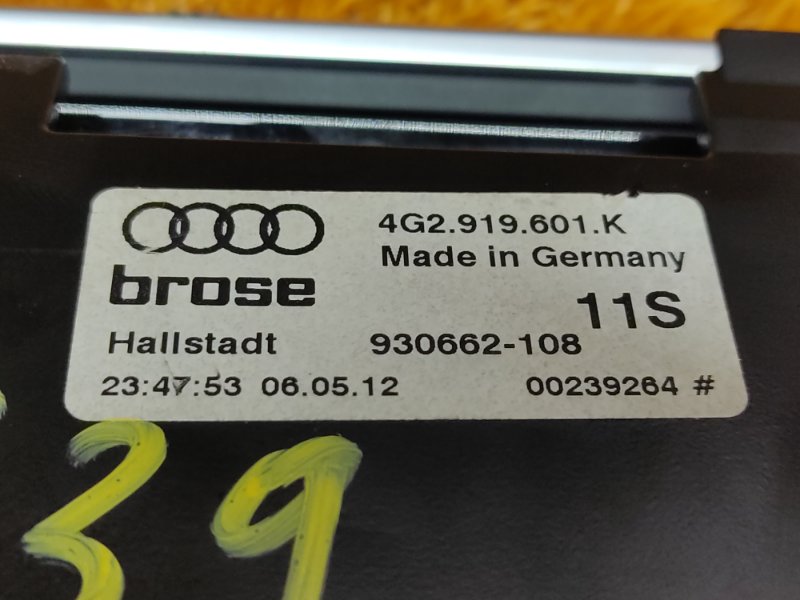 4G2.919.601.K
Made in Germany
brose
11S
Hallstadt 930662-108
23:47:53 06.05.12 00239264 #
39